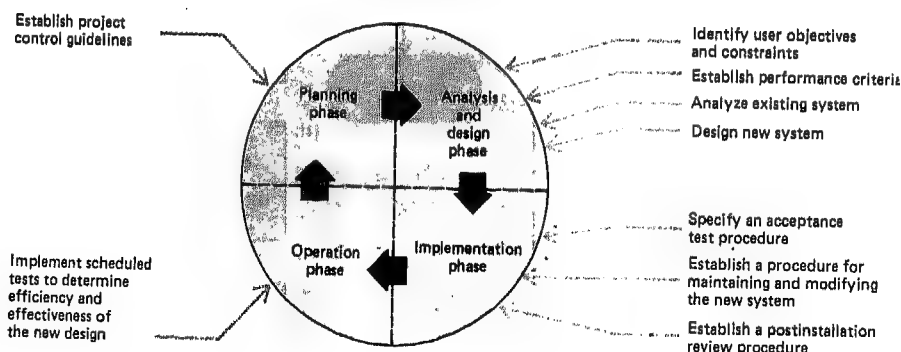 Establish project
control guidelines
Planning
phase
Analysis
and
design
phase
Operation
phase
Implementation
phase
Identify user objectives
and constraints
Establish performance criteria
Analyze existing system
Design new system
Specify an acceptance
test procedure
Establish a procedure for
maintaining and modifying
the new system
Establish a postinstallation
review procedure
Implement scheduled
tests to determine
efficiency and
effectiveness of
the new design